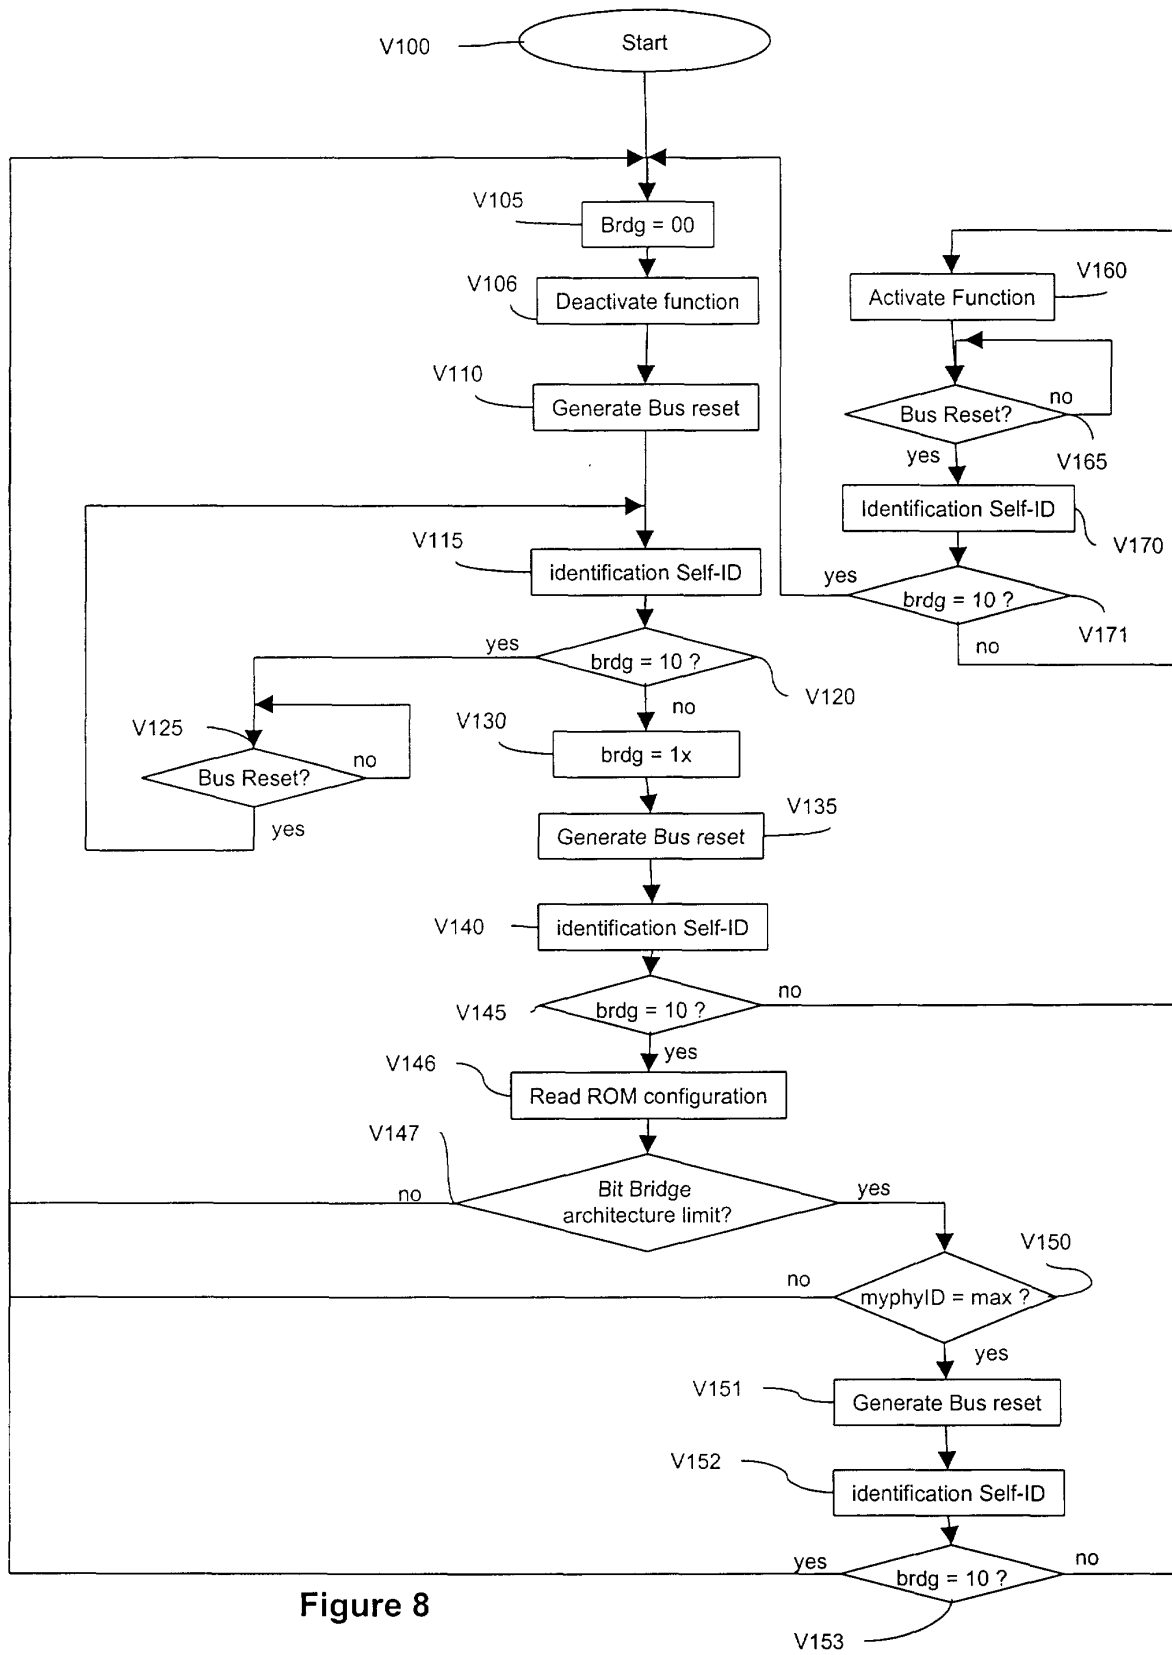 V100
Start
V105
Brdg = 00
V106
Deactivate function
V160
Activate Function
V110
Generate Bus reset
Bus Reset?
no
yes
V165
V115
identification Self-ID
Identification Self-ID
V170
yes
brdg = 10 ?
V171
no
yes
brdg = 10 ?
V120
no
V125
Bus Reset?
no
yes
V130
brdg = 1x
V135
Generate Bus reset
V140
identification Self-ID
V145
brdg = 10 ?
no
yes
V146
Read ROM configuration
V147
no
Bit Bridge
architecture limit?
yes
V150
no
myphyID = max ?
yes
V151
Generate Bus reset
V152
identification Self-ID
yes
brdg = 10 ?
no
V153
Figure 8